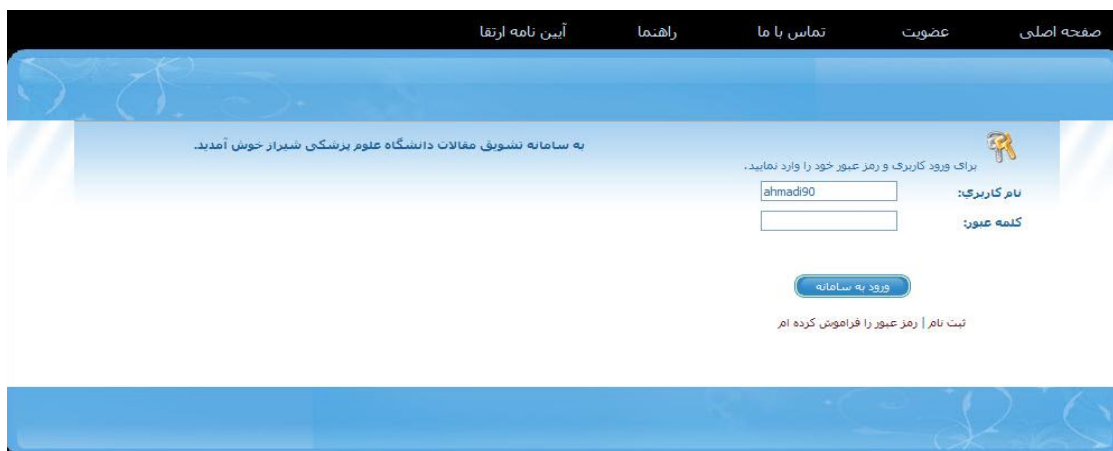 صفحه اصلی عضویت تماس با ما راهنما آیین نامه ارتقا
به سامانه تشویق مقالات دانشگاه علوم پزشکی شیراز خوش آمدید.
برای ورود کاربری و رمز عبور خود را وارد نمایید.
نام کاربری: ahmadi90
کلمه عبور:
ورود به سامانه
ثبت نام | رمز عبور را فراموش کرده ام